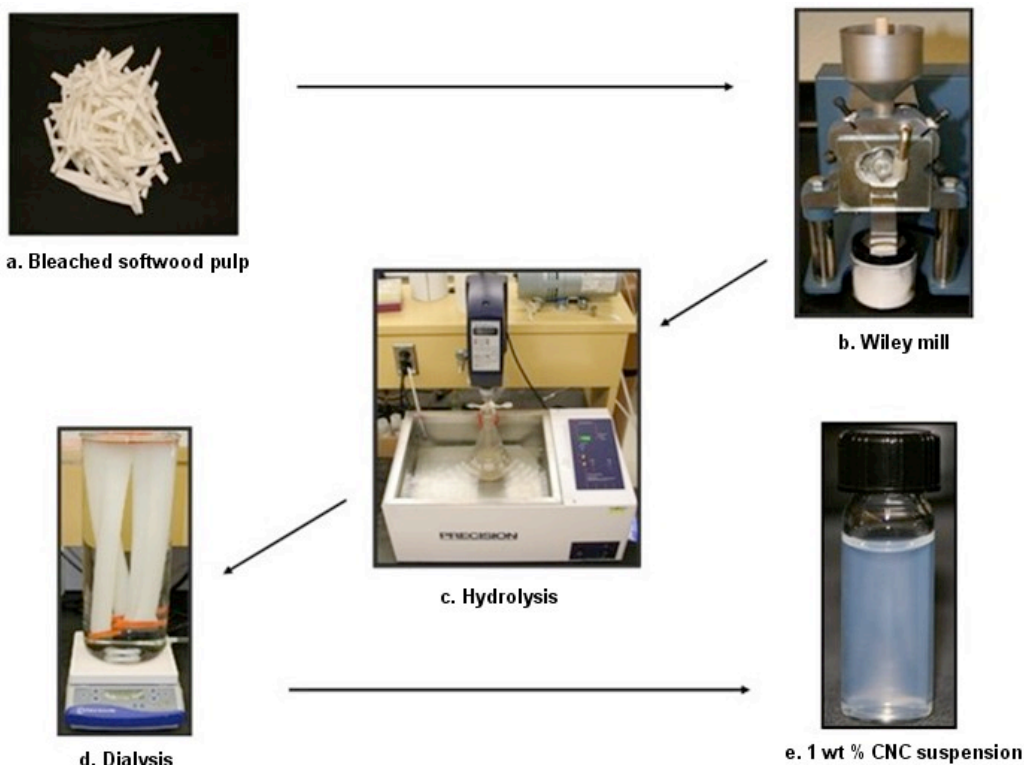 a. Bleached softwood pulp
b. Wiley mill
PRECISION
c. Hydrolysis
d. Dialysis
e. 1 wt % CNC suspension